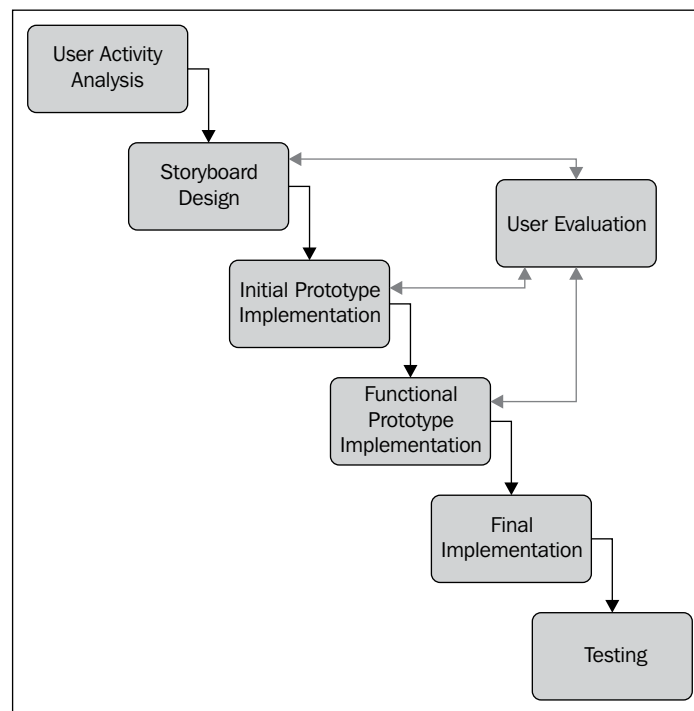 User Activity
Analysis
Storyboard
Design
User Evaluation
Initial Prototype
Implementation
Functional
Prototype
Implementation
Final
Implementation
Testing